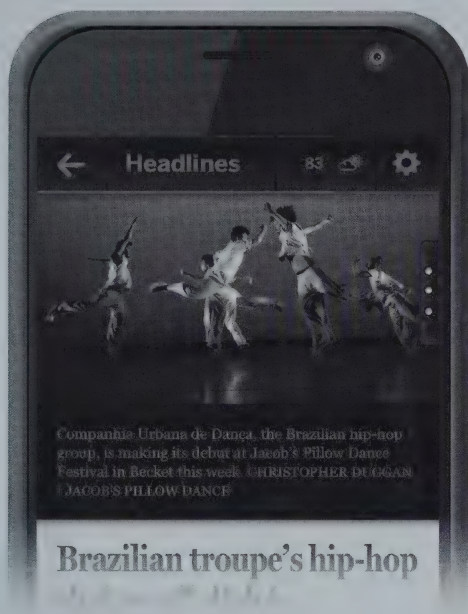 Headlines 83
Companhia Urbana de Dança, the Brazilian hip-hop
group, is making its debut at Jacob's Pillow Dance
Festival in Becket this week. CHRISTOPHER DUGGAN
/ JACOB'S PILLOW DANCE
Brazilian troupe's hip-hop